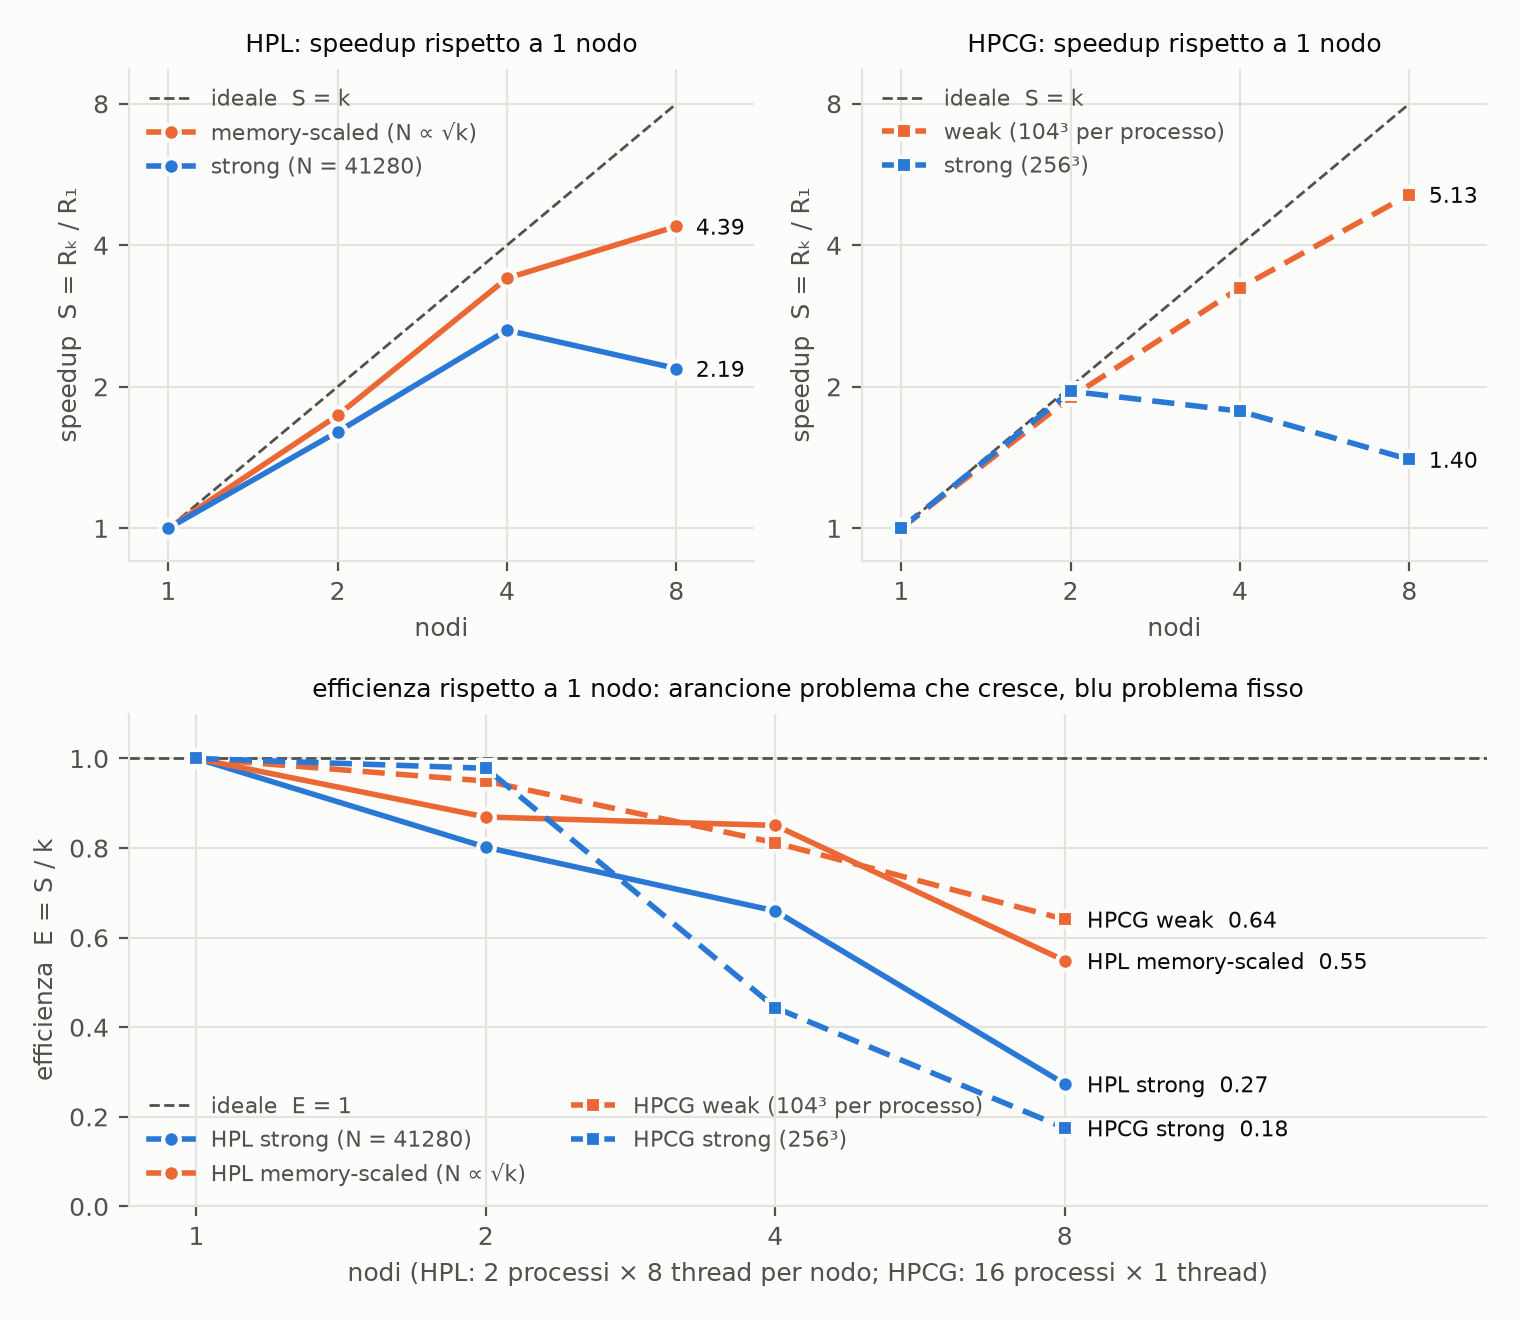 HPL: speedup rispetto a 1 nodo
ideale  S = k
memory-scaled (N ∝ √k)
strong (N = 41280)
speedup  S = Rₖ / R₁
8
4
2
1
4.39
2.19
1 2 4 8
nodi
HPCG: speedup rispetto a 1 nodo
ideale  S = k
weak (104³ per processo)
strong (256³)
speedup  S = Rₖ / R₁
8
4
2
1
5.13
1.40
1 2 4 8
nodi
efficienza rispetto a 1 nodo: arancione problema che cresce, blu problema fisso
efficienza  E = S / k
1.0
0.8
0.6
0.4
0.2
0.0
HPCG weak  0.64
HPL memory-scaled  0.55
HPL strong  0.27
HPCG strong  0.18
ideale  E = 1
HPL strong (N = 41280)
HPL memory-scaled (N ∝ √k)
HPCG weak (104³ per processo)
HPCG strong (256³)
1 2 4 8
nodi (HPL: 2 processi × 8 thread per nodo; HPCG: 16 processi × 1 thread)